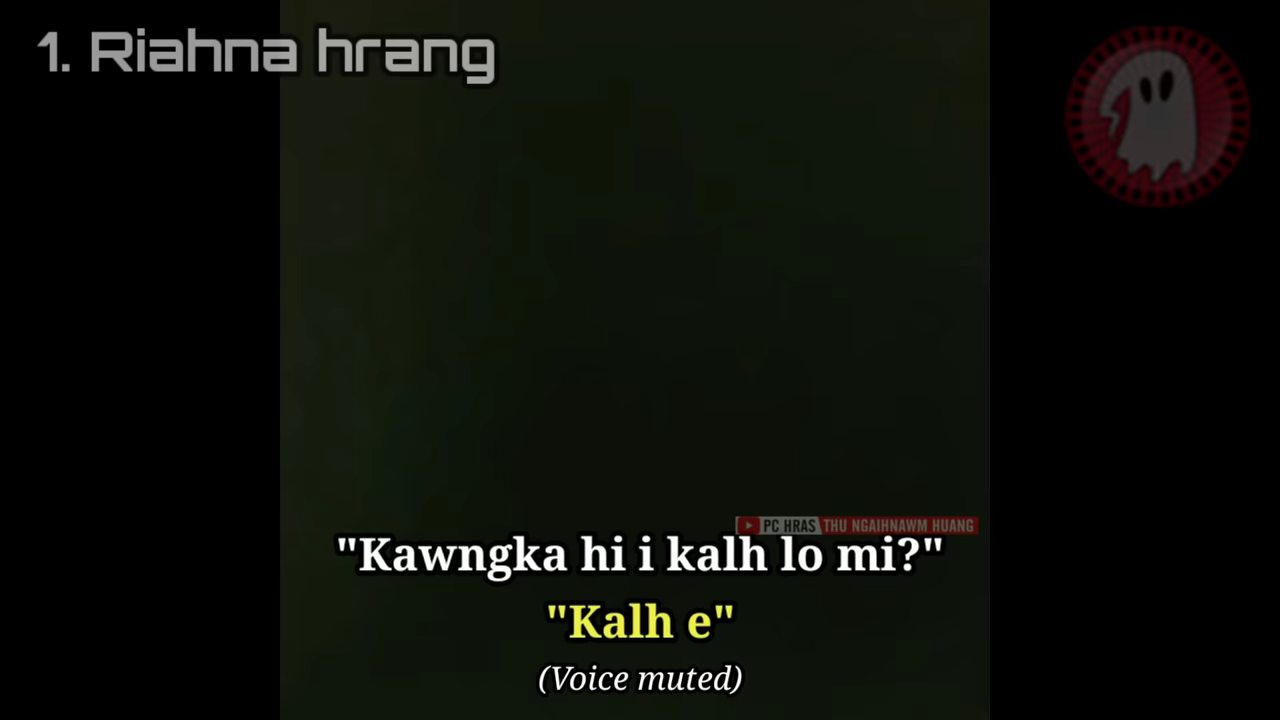 1. Riahna hrang
PC HRAS THU NGAIHNAWM HUANG
"Kawngka hi i kalh lo mi?"
"Kalh e"
(Voice muted)